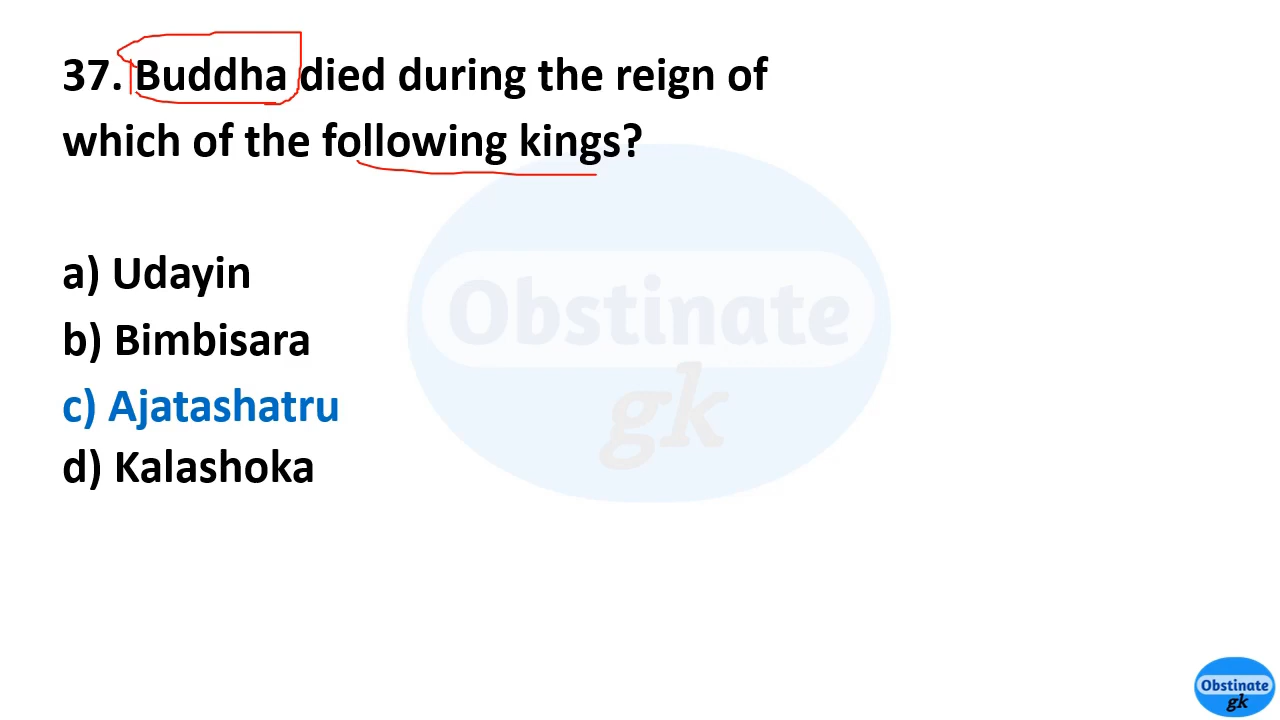 37. Buddha died during the reign of
which of the following kings?
a) Udayin
b) Bimbisara
c) Ajatashatru
d) Kalashoka
Obstinate
gk
Obstinate
gk